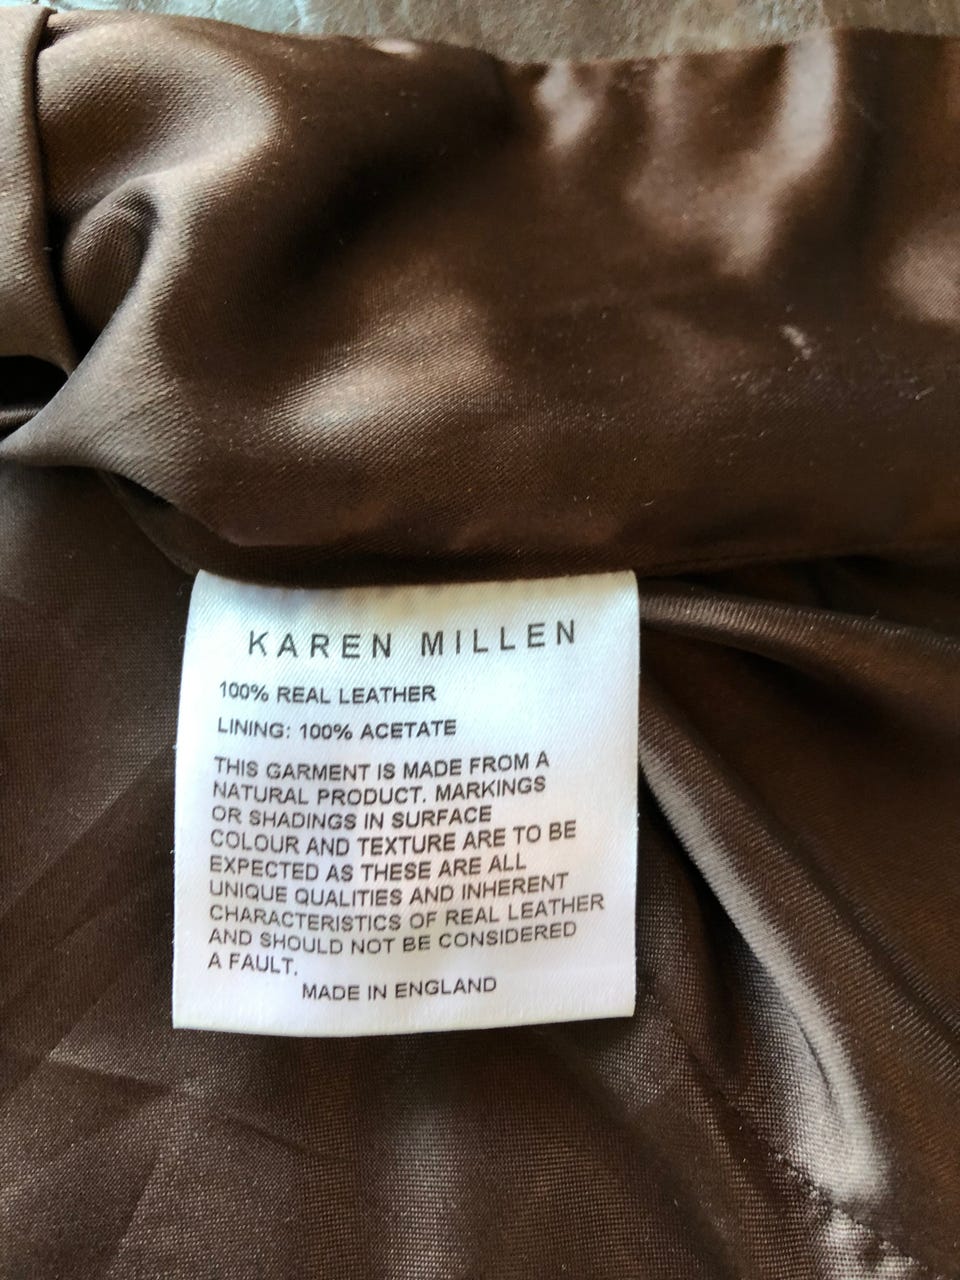 KAREN MILLEN
100% REAL LEATHER
LINING: 100% ACETATE
THIS GARMENT IS MADE FROM A
NATURAL PRODUCT. MARKINGS
OR SHADINGS IN SURFACE
COLOUR AND TEXTURE ARE TO BE
EXPECTED AS THESE ARE ALL
UNIQUE QUALITIES AND INHERENT
CHARACTERISTICS OF REAL LEATHER
AND SHOULD NOT BE CONSIDERED
A FAULT.
MADE IN ENGLAND